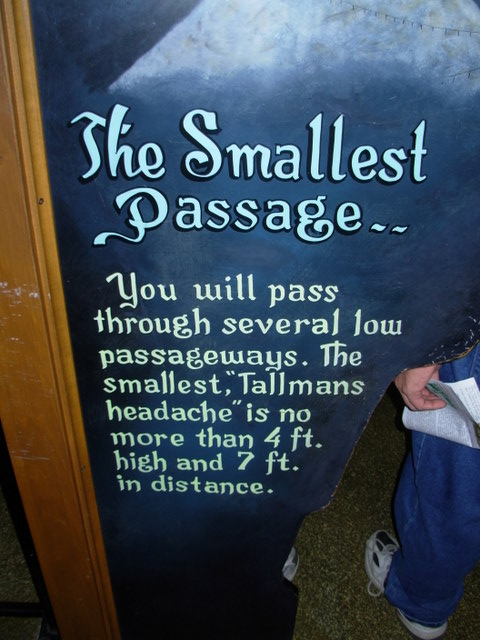 The Smallest
Passage--
You will pass
through several low
passageways. The
smallest,"Tallmans
headache" is no
more than 4 ft.
high and 7 ft.
in distance.